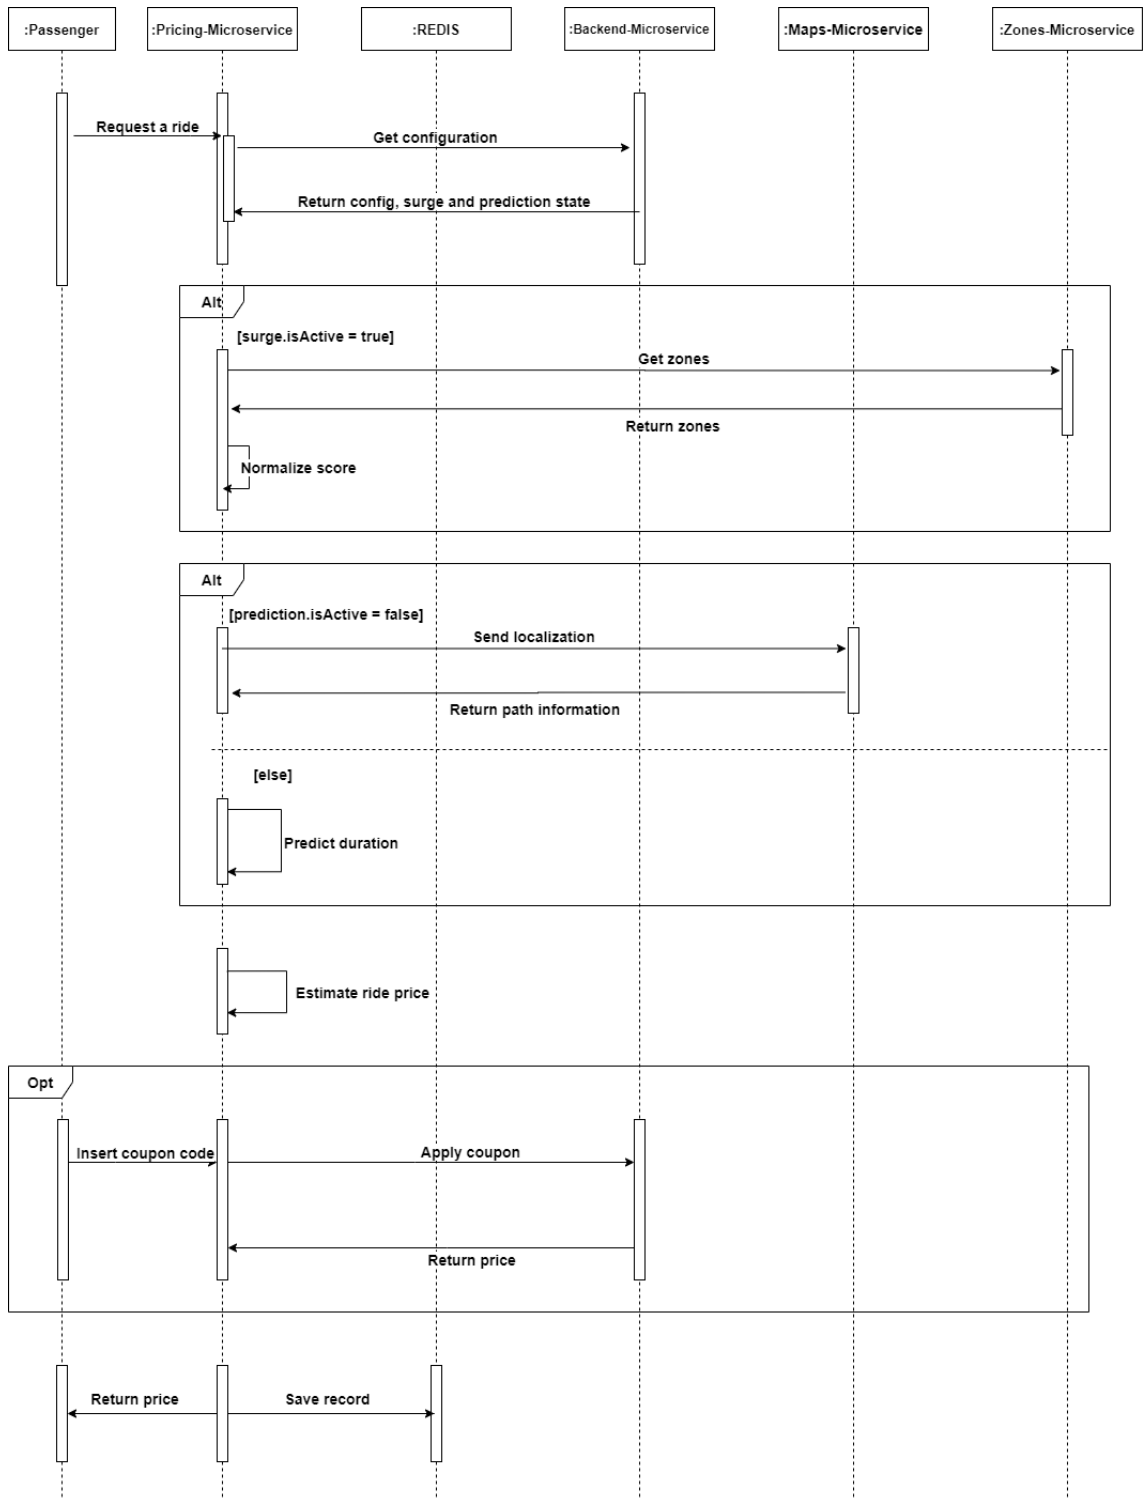 :Passenger
:Pricing-Microservice
:REDIS
:Backend-Microservice
:Maps-Microservice
:Zones-Microservice
Request a ride
Get configuration
Return config, surge and prediction state
Alt
[surge.isActive = true]
Get zones
Return zones
Normalize score
Alt
[prediction.isActive = false]
Send localization
Return path information
[else]
Predict duration
Estimate ride price
Opt
Insert coupon code
Apply coupon
Return price
Return price
Save record